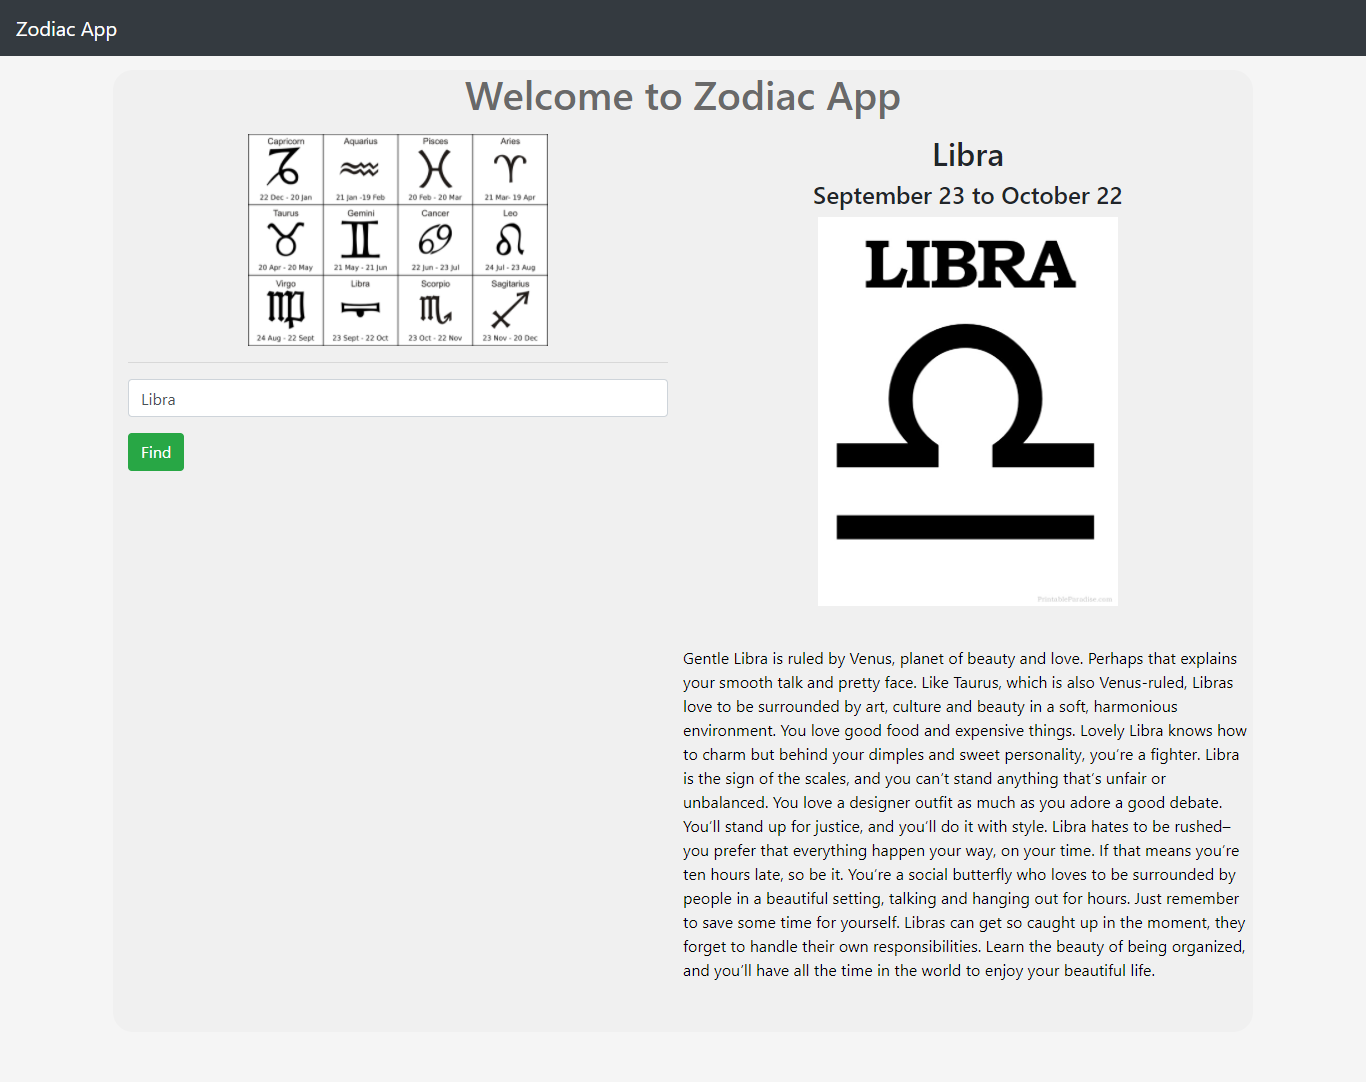 Zodiac App
Welcome to Zodiac App
Capricorn Aquarius Pisces Aries
22 Dec - 20 Jan 21 Jan -19 Feb 20 Feb - 20 Mar 21 Mar- 19 Apr
Taurus Gemini Cancer Leo
20 Apr - 20 May 21 May - 21 Jun 22 Jun - 23 Jul 24 Jul - 23 Aug
Virgo Libra Scorpio Sagitarius
24 Aug - 22 Sept 23 Sept - 22 Oct 23 Oct - 22 Nov 23 Nov - 20 Dec
Libra
Find
Libra
September 23 to October 22
LIBRA
PrintableParadise.com
Gentle Libra is ruled by Venus, planet of beauty and love. Perhaps that explains
your smooth talk and pretty face. Like Taurus, which is also Venus-ruled, Libras
love to be surrounded by art, culture and beauty in a soft, harmonious
environment. You love good food and expensive things. Lovely Libra knows how
to charm but behind your dimples and sweet personality, you’re a fighter. Libra
is the sign of the scales, and you can’t stand anything that’s unfair or
unbalanced. You love a designer outfit as much as you adore a good debate.
You’ll stand up for justice, and you’ll do it with style. Libra hates to be rushed–
you prefer that everything happen your way, on your time. If that means you’re
ten hours late, so be it. You’re a social butterfly who loves to be surrounded by
people in a beautiful setting, talking and hanging out for hours. Just remember
to save some time for yourself. Libras can get so caught up in the moment, they
forget to handle their own responsibilities. Learn the beauty of being organized,
and you’ll have all the time in the world to enjoy your beautiful life.